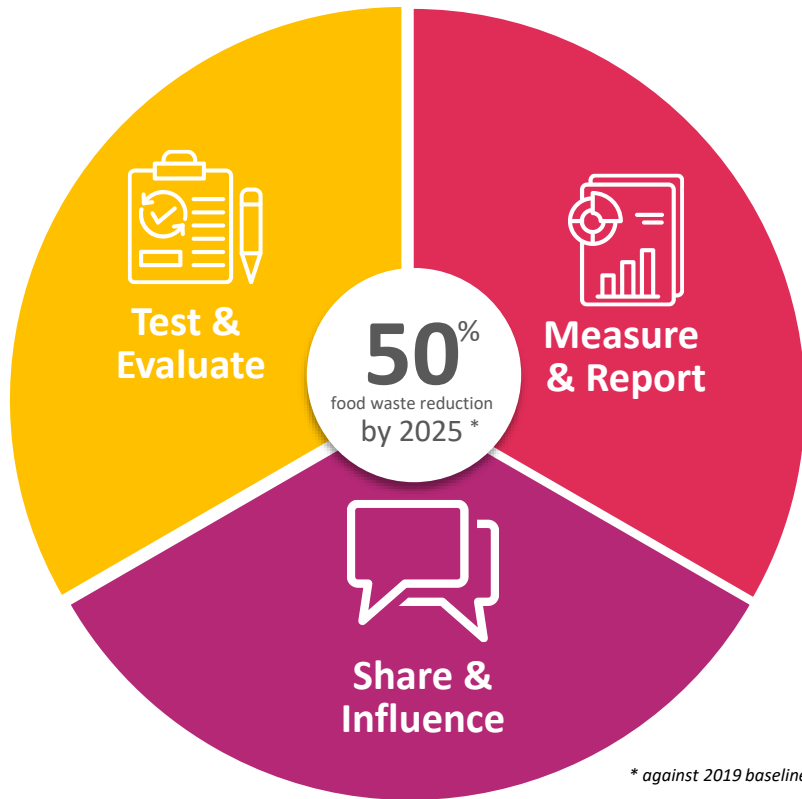 Test &
Evaluate
Measure
& Report
50%
food waste reduction
by 2025 *
Share &
Influence
* against 2019 baseline